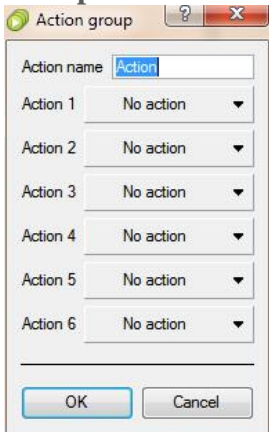 Action group
Action name Action
Action 1 No action
Action 2 No action
Action 3 No action
Action 4 No action
Action 5 No action
Action 6 No action
OK Cancel